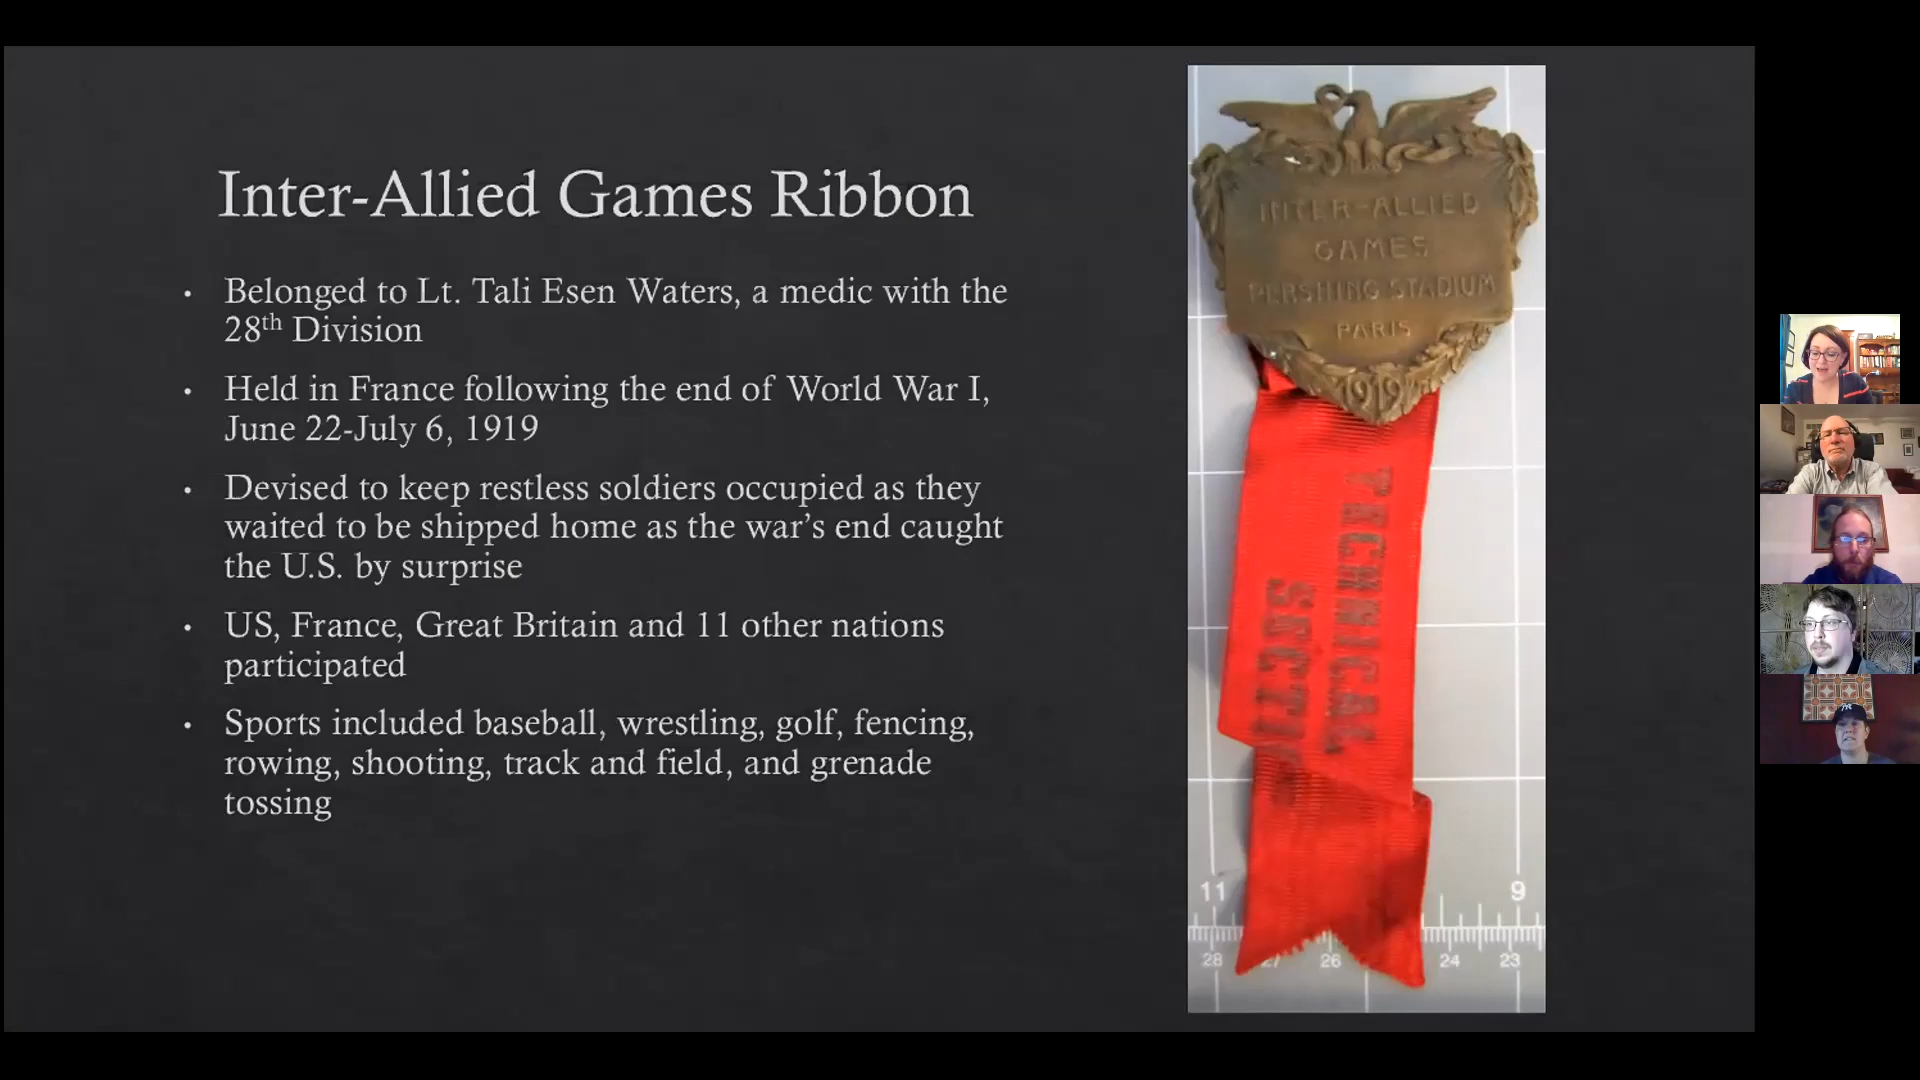 Inter-Allied Games Ribbon
• Belonged to Lt. Tali Esen Waters, a medic with the
28th Division
• Held in France following the end of World War I,
June 22-July 6, 1919
• Devised to keep restless soldiers occupied as they
waited to be shipped home as the war’s end caught
the U.S. by surprise
• US, France, Great Britain and 11 other nations
participated
• Sports included baseball, wrestling, golf, fencing,
rowing, shooting, track and field, and grenade
tossing
INTER-ALLIED
GAMES
PERSHING STADIUM
PARIS
1919
TECHNICAL
SECTIO
11 9
28 27 26 24 23